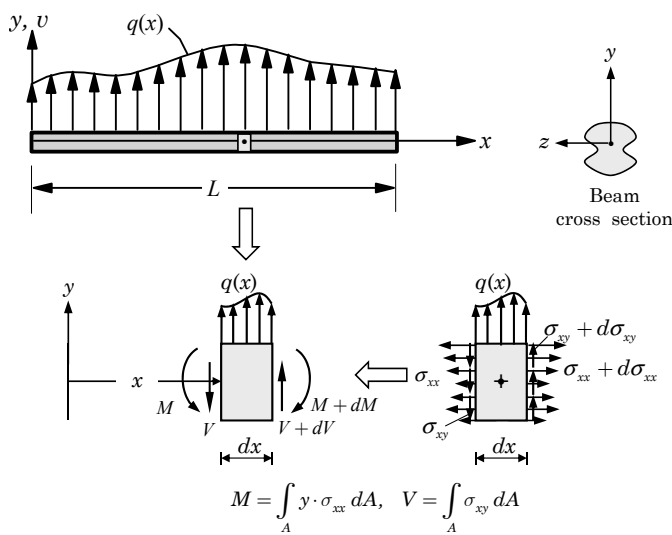 y, v
q(x)
x
L
y
z
Beam
cross section
y
q(x)
x
M
V
M + dM
V + dV
dx
q(x)
σxy + dσxy
σxx
σxx + dσxx
σxy
dx
M = ∫A y · σxx dA, V = ∫A σxy dA